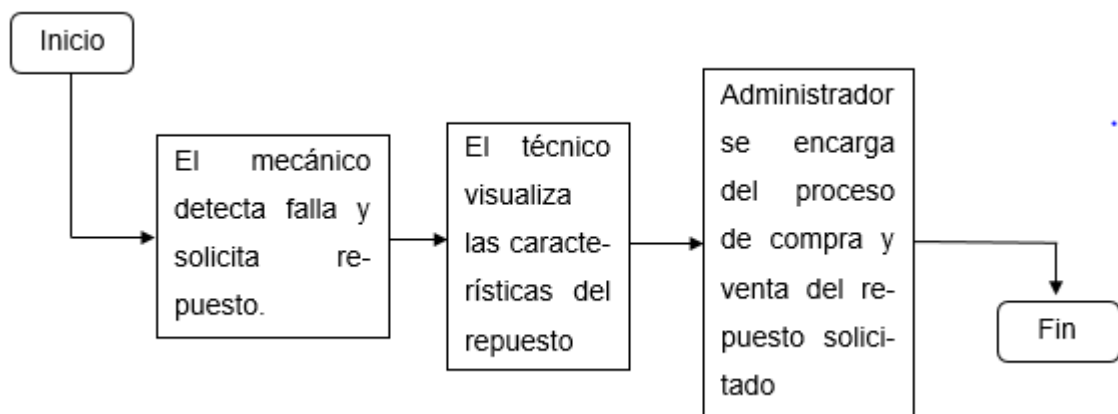 Inicio
El mecánico
detecta falla y
solicita re-
puesto.
El técnico
visualiza
las caracte-
rísticas del
repuesto
Administrador
se encarga
del proceso
de compra y
venta del re-
puesto solici-
tado
Fin